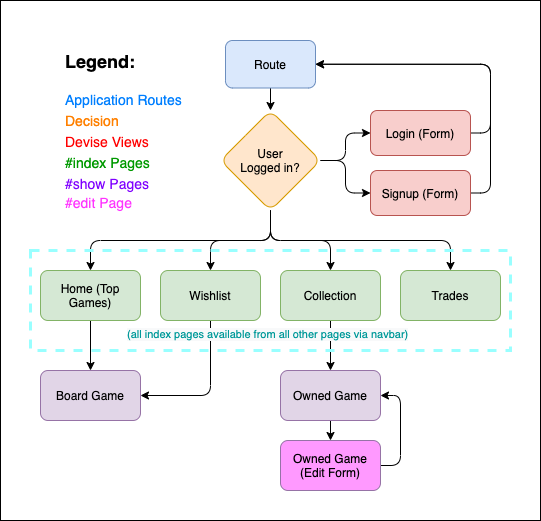 Legend:
Application Routes
Decision
Devise Views
#index Pages
#show Pages
#edit Page
Route
User
Logged in?
Login (Form)
Signup (Form)
Home (Top
Games)
Wishlist
Collection
Trades
(all index pages available from all other pages via navbar)
Board Game
Owned Game
Owned Game
(Edit Form)